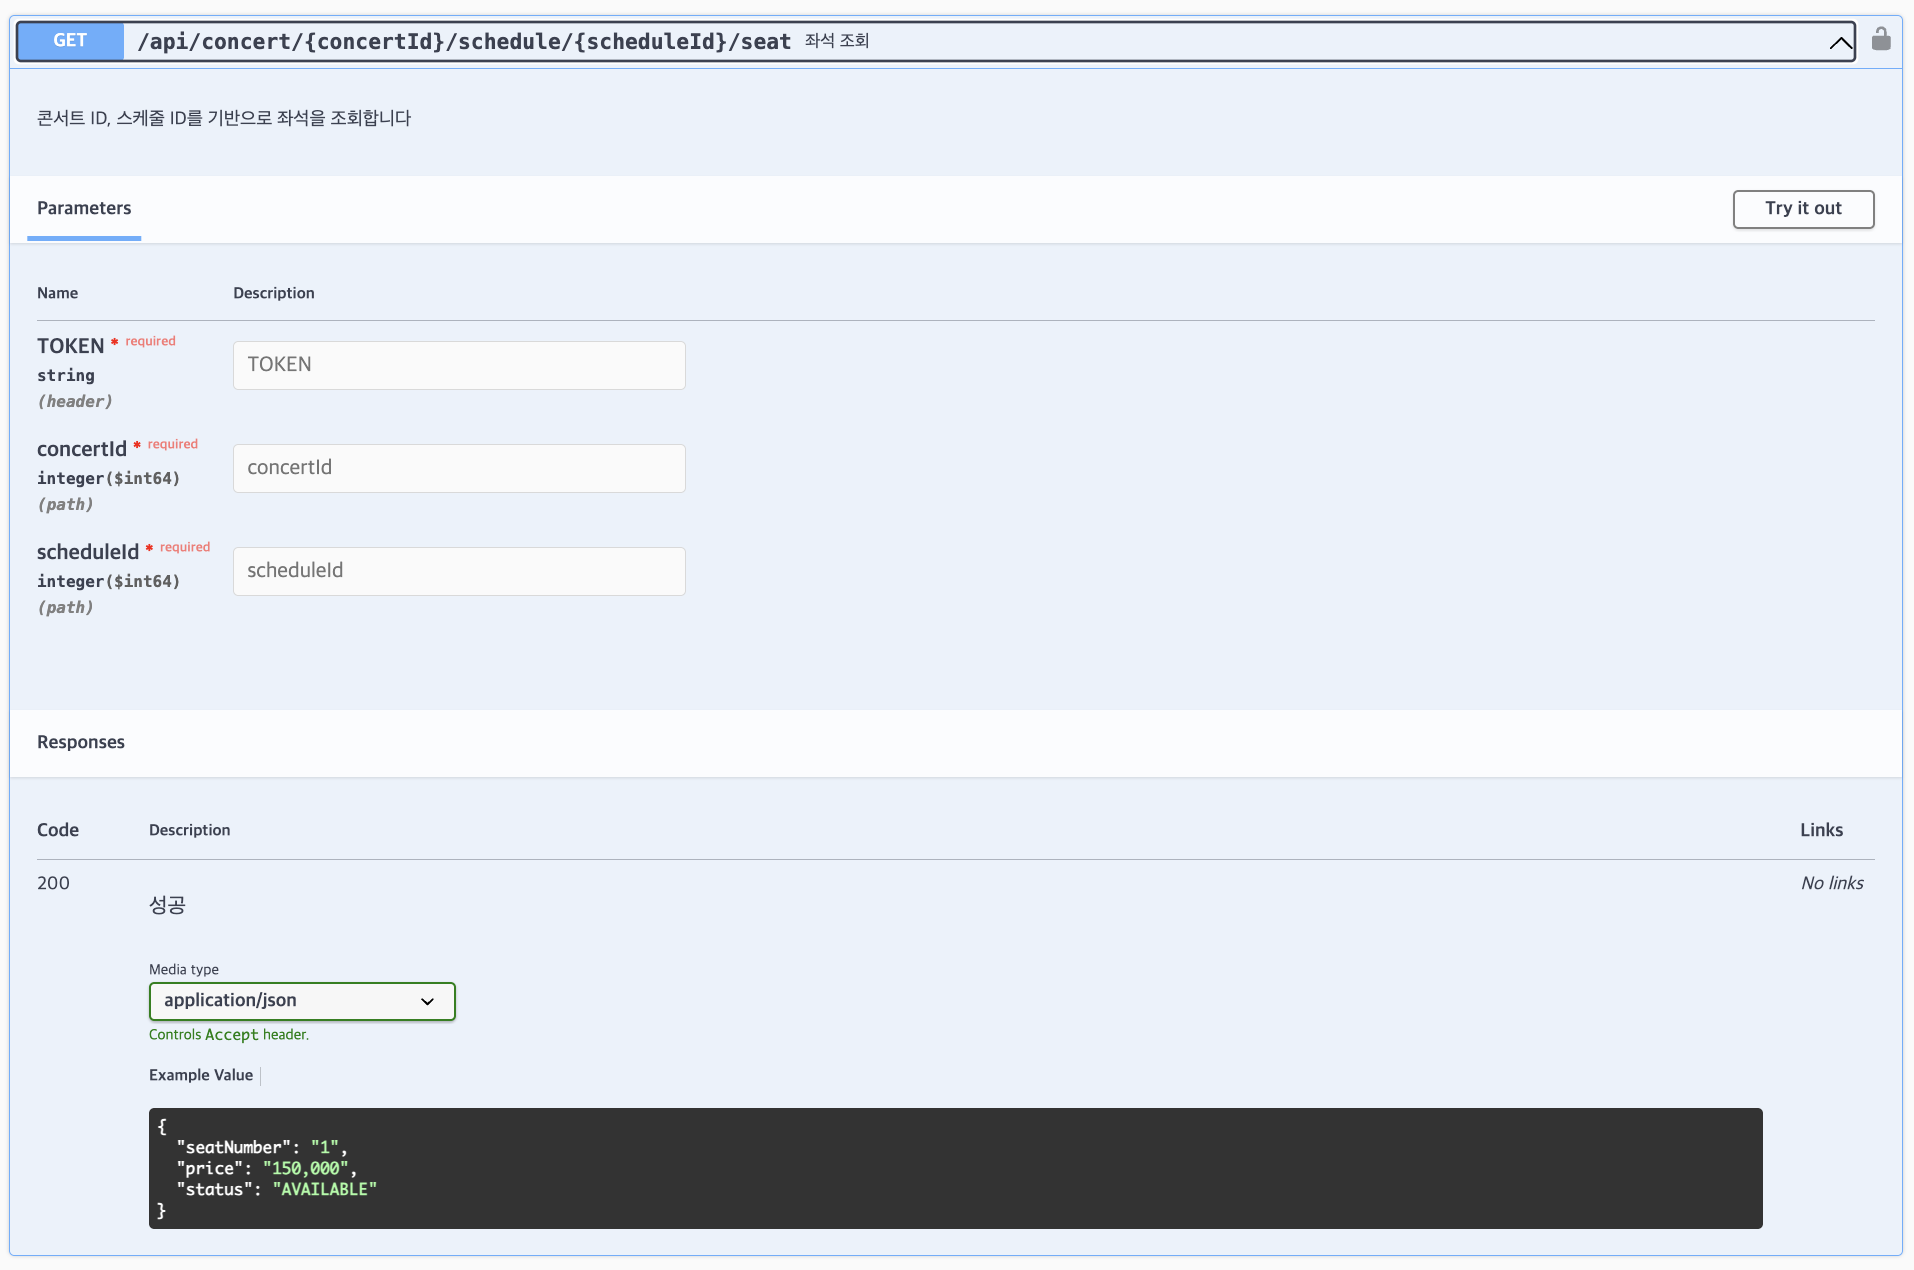 GET /api/concert/{concertId}/schedule/{scheduleId}/seat 좌석 조회
콘서트 ID, 스케줄 ID를 기반으로 좌석을 조회합니다
Parameters
Try it out
Name Description
TOKEN * required
string
(header)
TOKEN
concertId * required
integer($int64)
(path)
concertId
scheduleId * required
integer($int64)
(path)
scheduleId
Responses
Code Description Links
200
성공
No links
Media type
application/json
Controls Accept header.
Example Value
{
"seatNumber": "1",
"price": "150,000",
"status": "AVAILABLE"
}